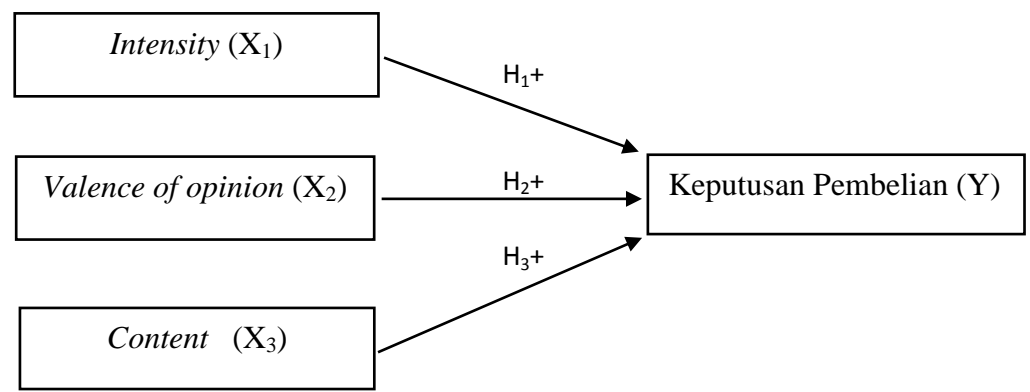 Intensity (X₁)
H₁+
Valence of opinion (X₂)
H₂+
Keputusan Pembelian (Y)
H₃+
Content (X₃)